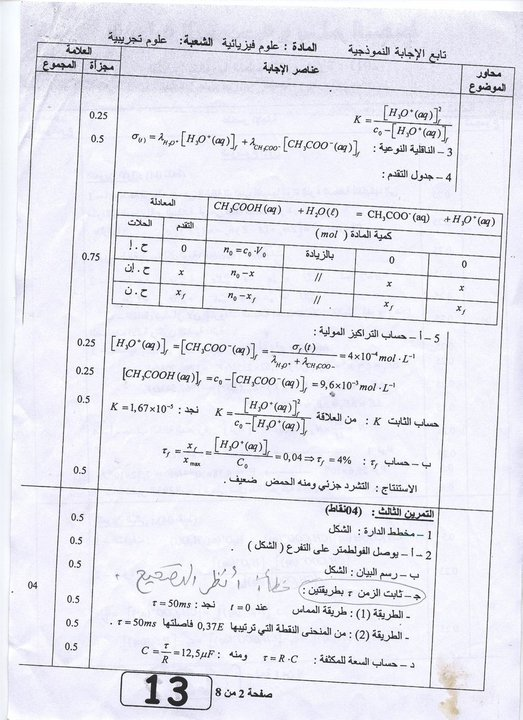 تابع الإجابة النموذجية المادة : علوم فيزيائية الشعبة : علوم تجريبية
محاور الموضوع عناصر الإجابة العلامة
مجزأة المجموع
K = [H₃O⁺(aq)]²f / (c₀ – [H₃O⁺(aq)]f) 0.25
3 – الناقلية النوعية : σ(f) = λH₃O⁺ [H₃O⁺(aq)]f + λCH₃COO⁻ [CH₃COO⁻(aq)]f 0.5
4 – جدول التقدم :
المعادلة CH₃COOH(aq) + H₂O(ℓ) = CH₃COO⁻(aq) + H₃O⁺(aq)
الحلات التقدم كمية المادة ( mol )
ح . إ 0 n₀ = c₀·V₀ بالزيادة 0 0
ح . إن x n₀ – x // x x 0.75
ح . ن xf n₀ – xf // xf xf
5 – أ – حساب التراكيز المولية :
[H₃O⁺(aq)]f = [CH₃COO⁻(aq)]f = σf(t) / (λH₃O⁺ + λCH₃COO⁻) = 4×10⁻⁴ mol·L⁻¹ 0.25
[CH₃COOH(aq)]f = c₀ – [CH₃COO⁻(aq)]f = 9,6×10⁻³ mol·L⁻¹ 0.25
حساب الثابت K : من العلاقة K = [H₃O⁺(aq)]²f / (c₀ – [H₃O⁺(aq)]f) نجد : K = 1,67×10⁻⁵ 0.5
ب – حساب τf : τf = xf / xmax = [H₃O⁺(aq)]f / C₀ = 0,04 ⇒ τf = 4%
الاستنتاج : التشرد جزئي ومنه الحمض ضعيف . 0.5
التمرين الثالث : (04نقاط)
1 – مخطط الدارة : الشكل 0.5
2 – أ – يوصل الفولطمتر على التفرع ( الشكل ) . 0.5
ب – رسم البيان : الشكل 0.5
ج – ثابت الزمن τ بطريقتين : خطأ : أنظر التصحيح .
- الطريقة (1) : طريقة المماس عند t = 0 نجد : τ = 50ms 0.5 04
- الطريقة (2) : من المنحنى النقطة التي ترتيبها 0,37E فاصلتها τ = 50ms . 0.5
د – حساب السعة للمكثفة : τ = R·C ومنه : C = τ / R = 12,5μF 0.5
صفحة 2 من 8
13